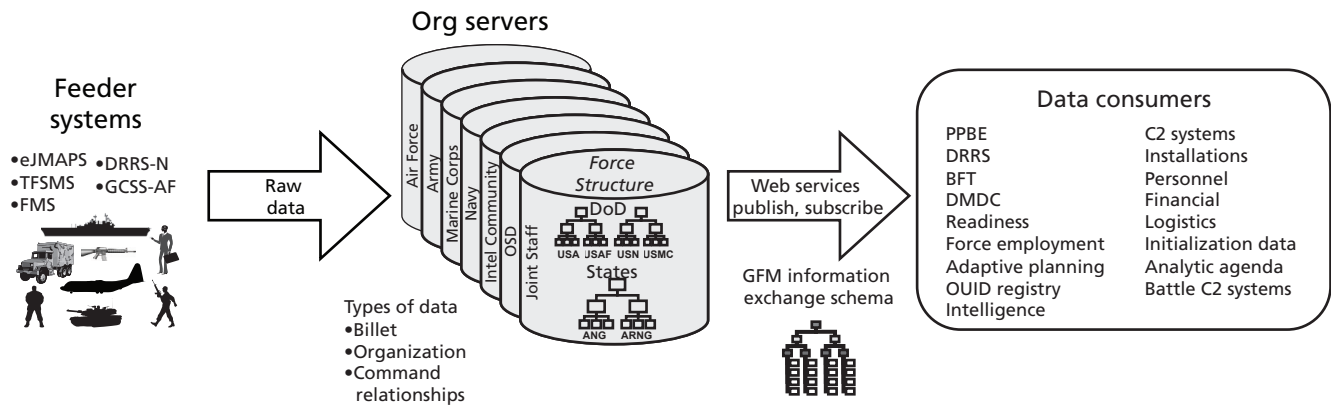 Org servers
Feeder
systems
•eJMAPS
•DRRS-N
•TFSMS
•GCSS-AF
•FMS
Raw
data
Air Force
Army
Marine Corps
Navy
Intel Community
OSD
Joint Staff
Force
Structure
DoD
USA USAF USN USMC
States
ANG ARNG
Types of data
•Billet
•Organization
•Command
relationships
Web services
publish, subscribe
GFM information
exchange schema
Data consumers
PPBE
DRRS
BFT
DMDC
Readiness
Force employment
Adaptive planning
OUID registry
Intelligence
C2 systems
Installations
Personnel
Financial
Logistics
Initialization data
Analytic agenda
Battle C2 systems